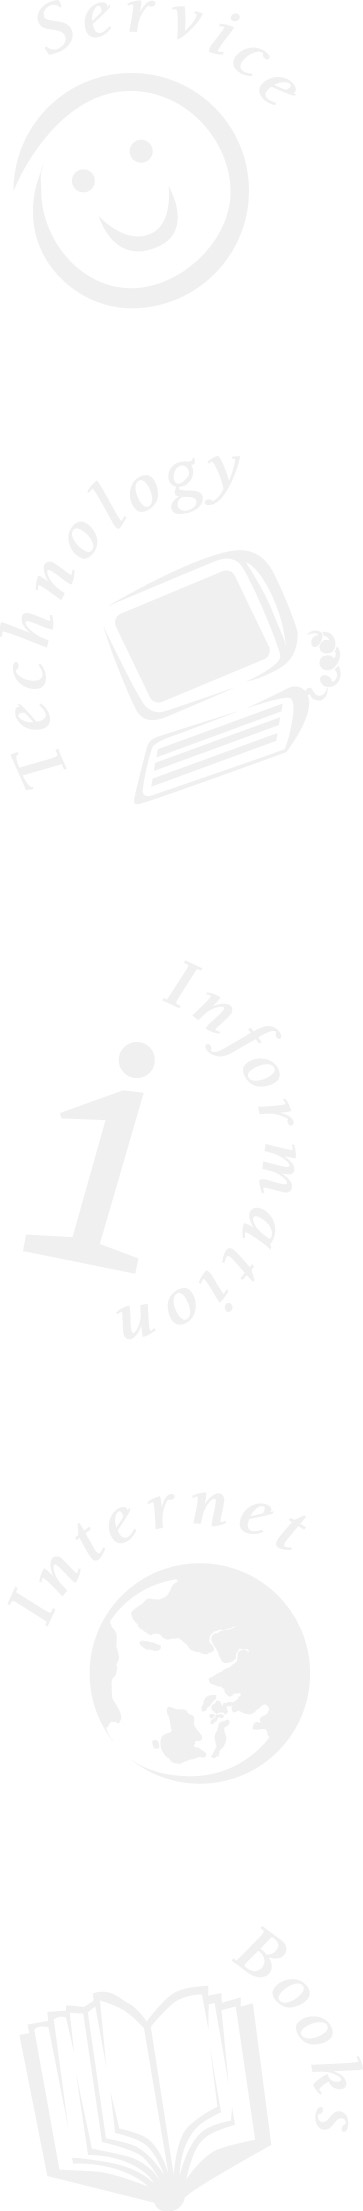 Service
Technology
Information
Internet
Books